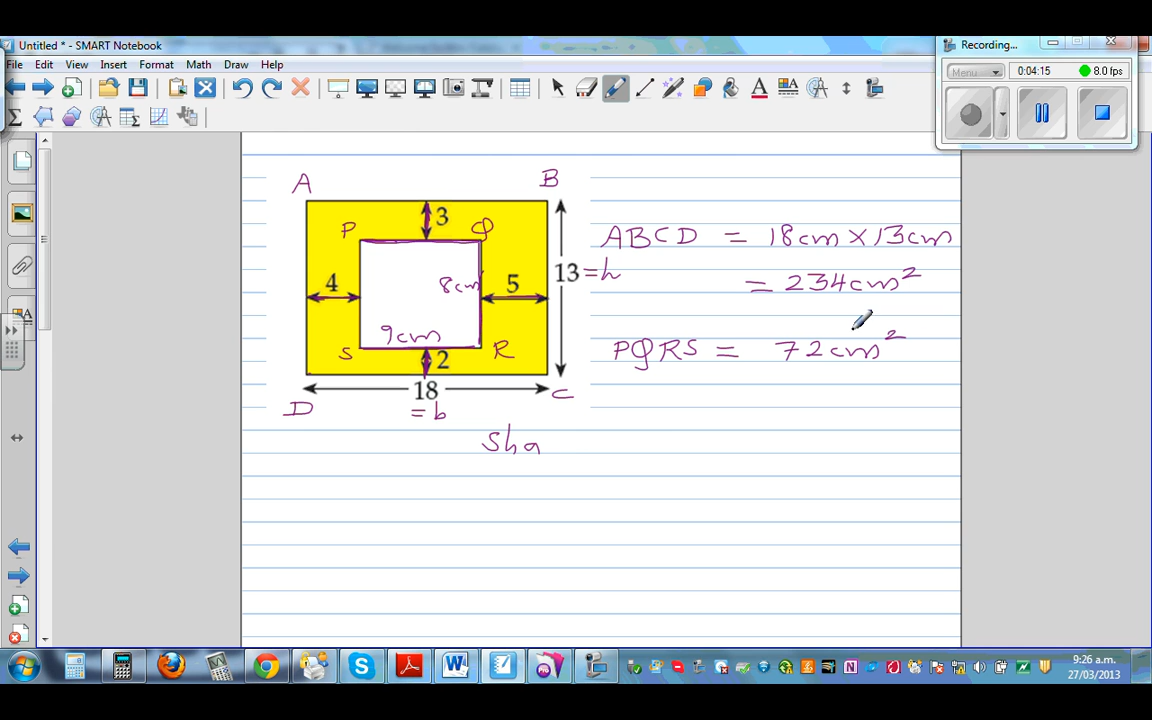 Untitled * - SMART Notebook
Recording...
File Edit View Insert Format Math Draw Help
Menu
0:04:15
8.0 fps
A
B
3
P
Q
ABCD = 18cm × 13cm
4
8cm
5
13 = h
= 234cm²
9cm
S
R
2
PQRS = 72cm²
18
D
= b
C
Sha
9:26 a.m.
27/03/2013